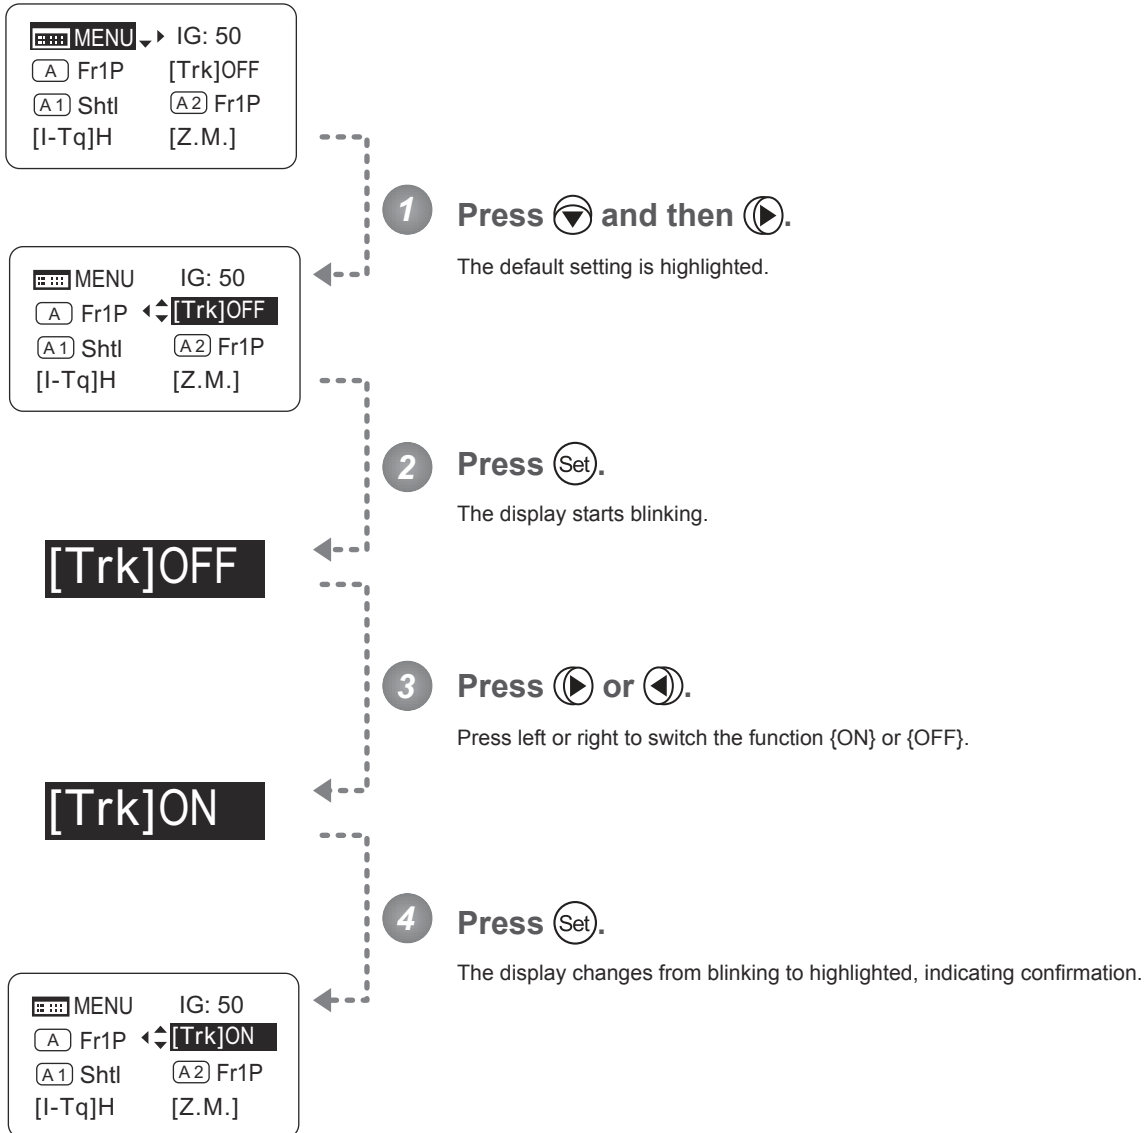 MENU IG: 50
A Fr1P [Trk]OFF
A1 Shtl A2 Fr1P
[I-Tq]H [Z.M.]
1 Press and then .
The default setting is highlighted.
MENU IG: 50
A Fr1P [Trk]OFF
A1 Shtl A2 Fr1P
[I-Tq]H [Z.M.]
2 Press Set.
The display starts blinking.
[Trk]OFF
3 Press or .
Press left or right to switch the function {ON} or {OFF}.
[Trk]ON
4 Press Set.
The display changes from blinking to highlighted, indicating confirmation.
MENU IG: 50
A Fr1P [Trk]ON
A1 Shtl A2 Fr1P
[I-Tq]H [Z.M.]